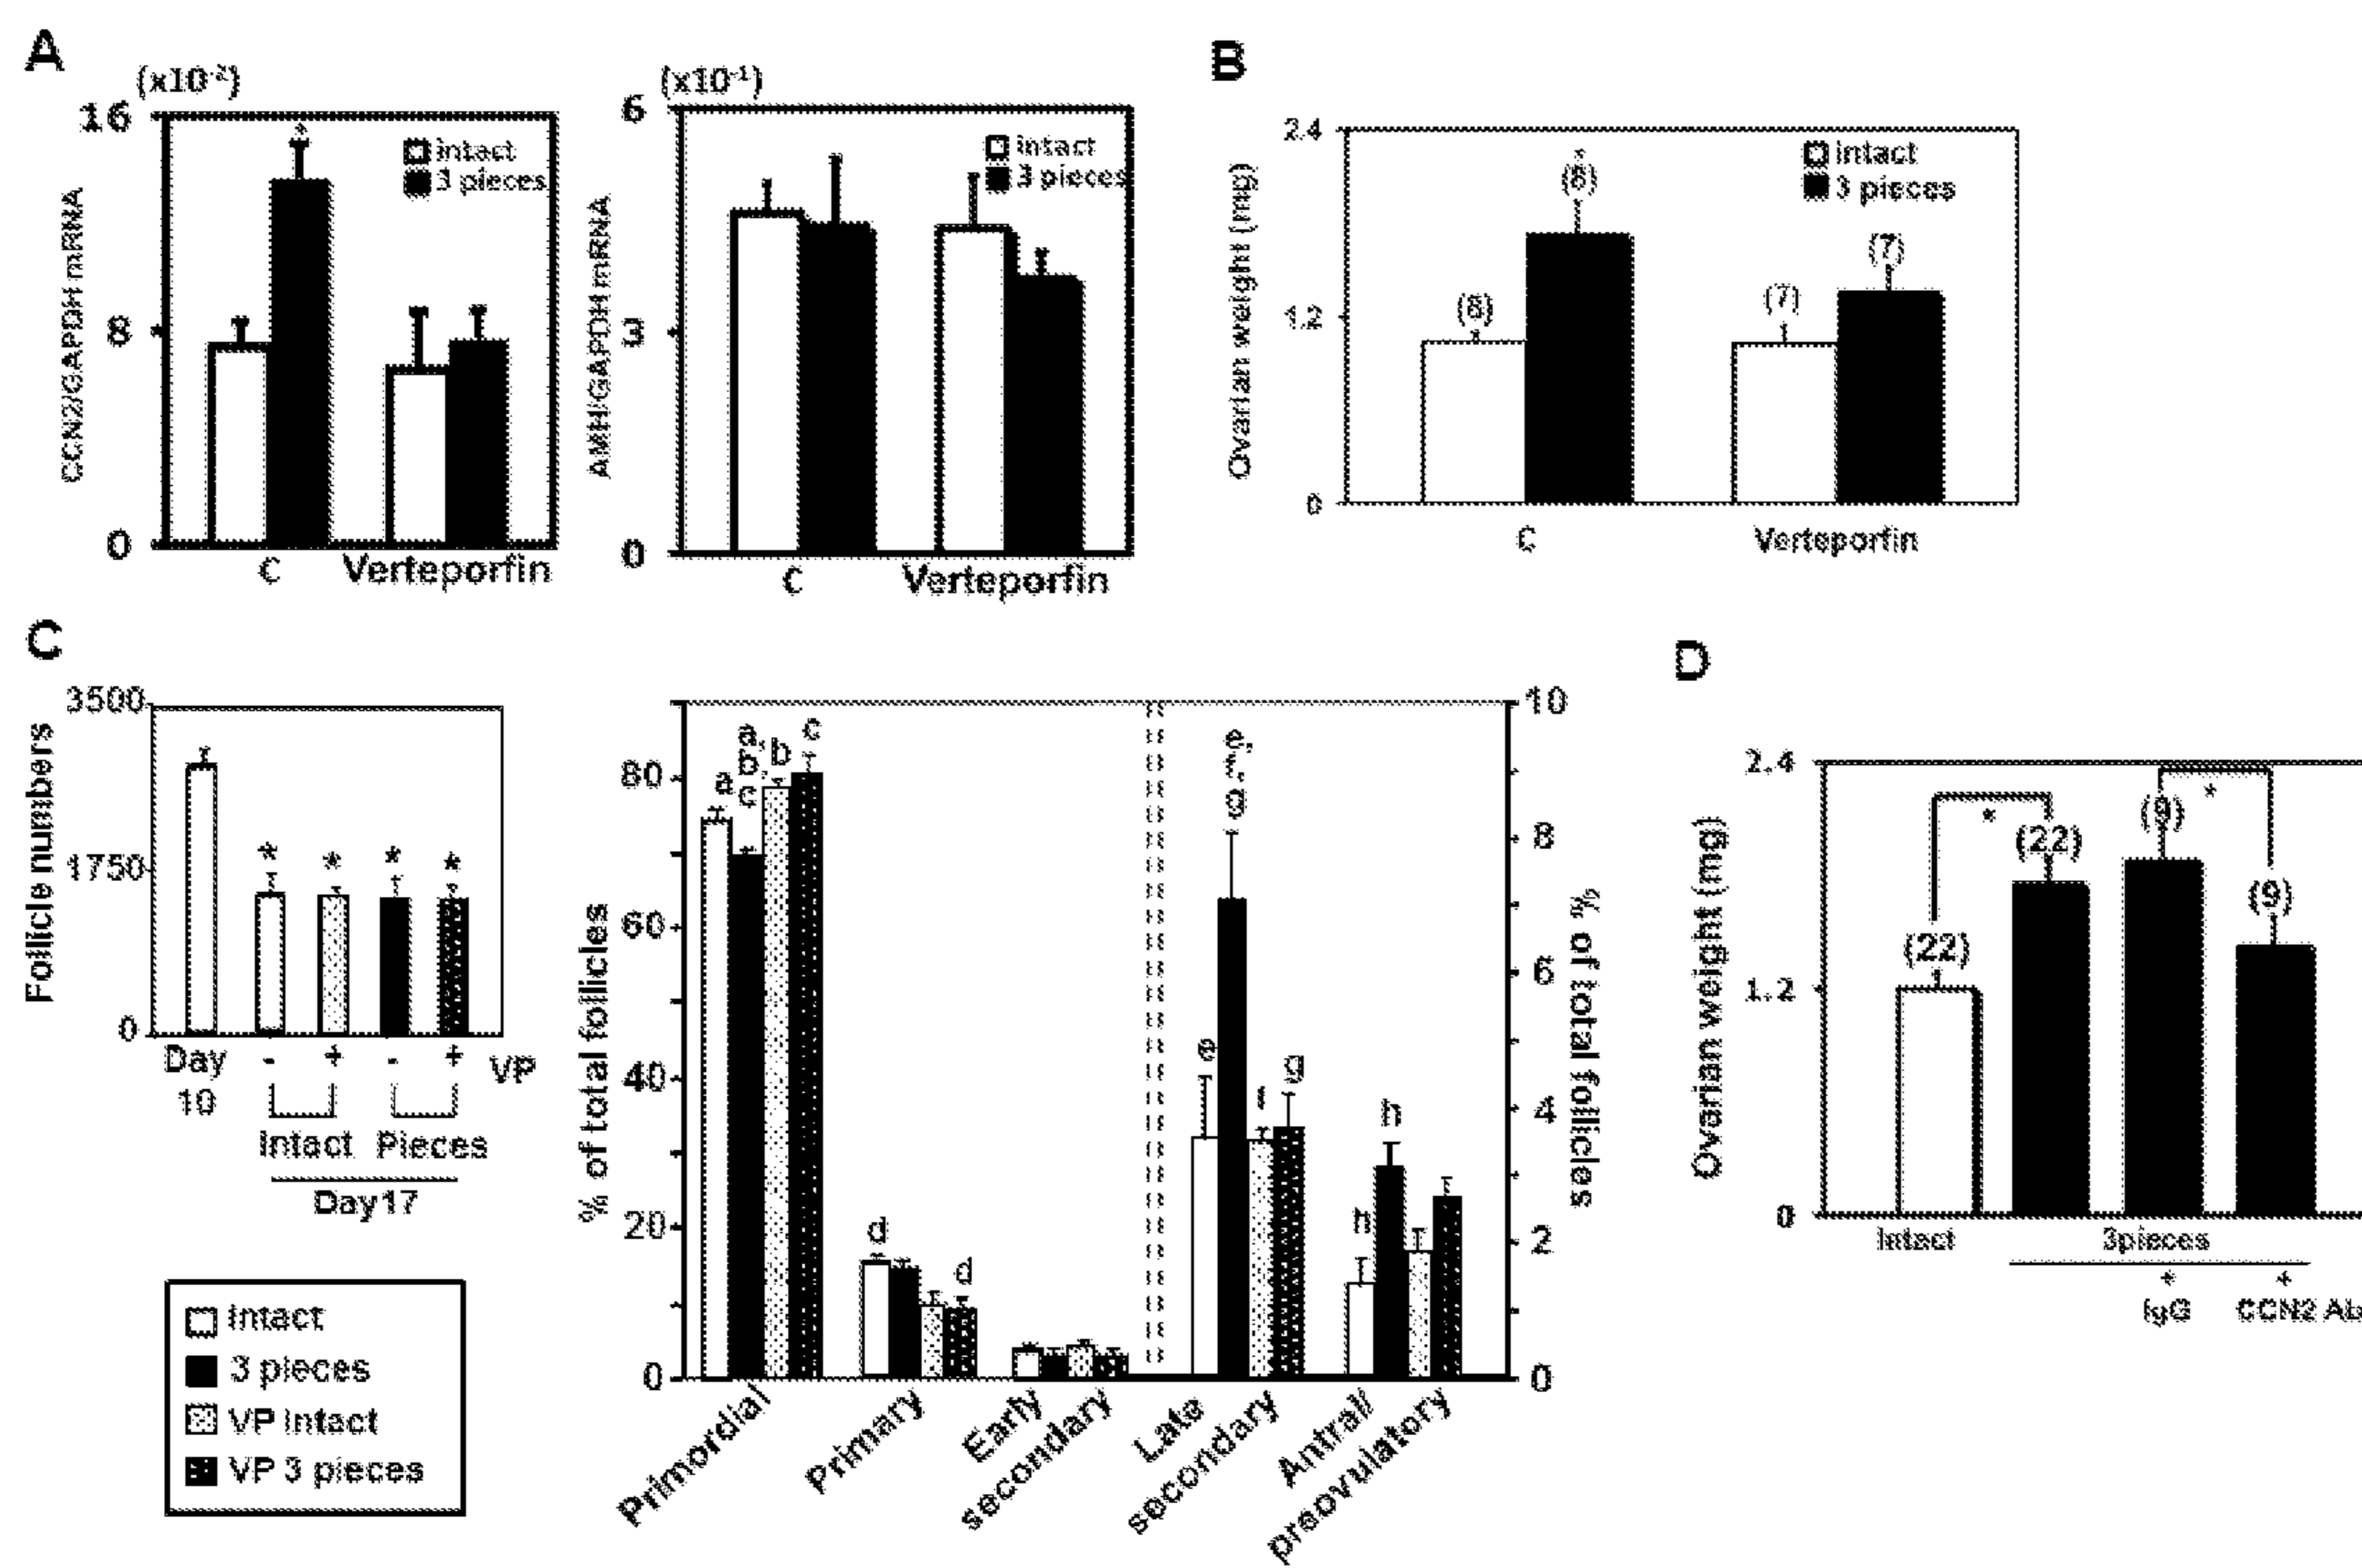 A
(x10⁻²)
16
8
0
CCN2/GAPDH mRNA
intact
3 pieces
C Verteporfin
(x10⁻¹)
6
3
0
AMH/GAPDH mRNA
intact
3 pieces
C Verteporfin
B
2.4
1.2
0
Ovarian weight (mg)
intact
3 pieces
*
(8)
(8)
(7)
(7)
C Verteporfin
C
3500
1750
0
Follicle numbers
* * * *
Day
10
- + - + VP
Intact Pieces
Day17
Intact
3 pieces
VP Intact
VP 3 pieces
80
60
40
20
0
% of total follicles
a
a,
b,
c
b
c
d
d
e
e,
f,
g
f
g
h
h
10
8
6
4
2
0
% of total follicles
Primordial
Primary
Early
secondary
Late
secondary
Antral/
preovulatory
D
2.4
1.2
0
Ovarian weight (mg)
* *
(22)
(22)
(9)
(9)
Intact 3pieces
+ +
IgG CCN2 Ab